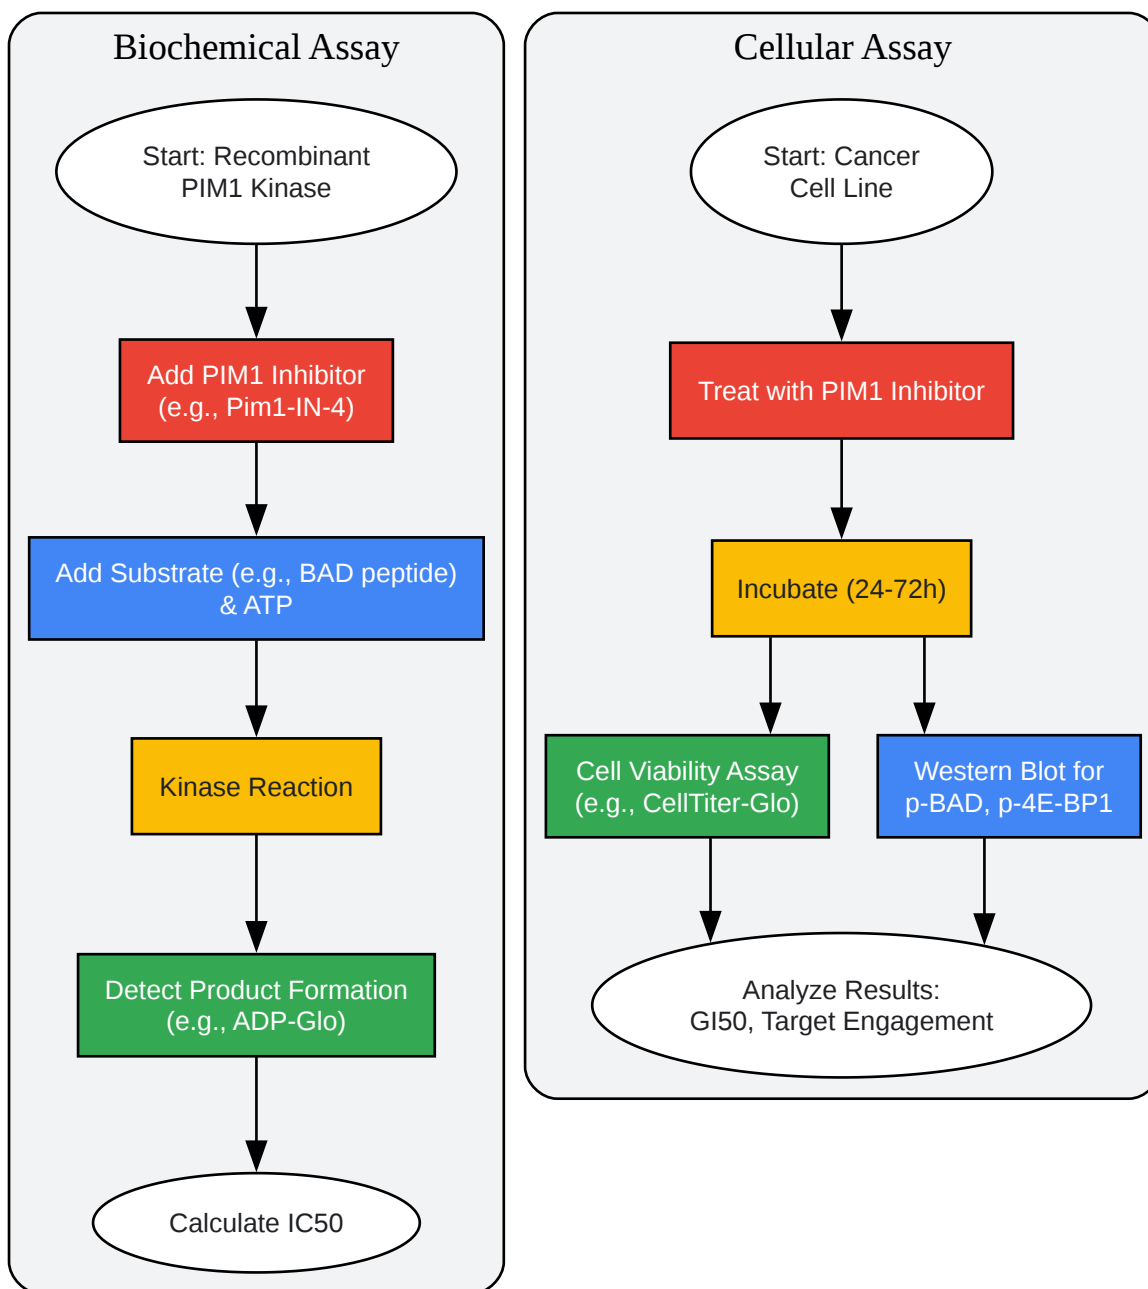 Biochemical Assay
Start: Recombinant
PIM1 Kinase
Add PIM1 Inhibitor
(e.g., Pim1-IN-4)
Add Substrate (e.g., BAD peptide)
& ATP
Kinase Reaction
Detect Product Formation
(e.g., ADP-Glo)
Calculate IC50
Cellular Assay
Start: Cancer
Cell Line
Treat with PIM1 Inhibitor
Incubate (24-72h)
Cell Viability Assay
(e.g., CellTiter-Glo)
Western Blot for
p-BAD, p-4E-BP1
Analyze Results:
GI50, Target Engagement